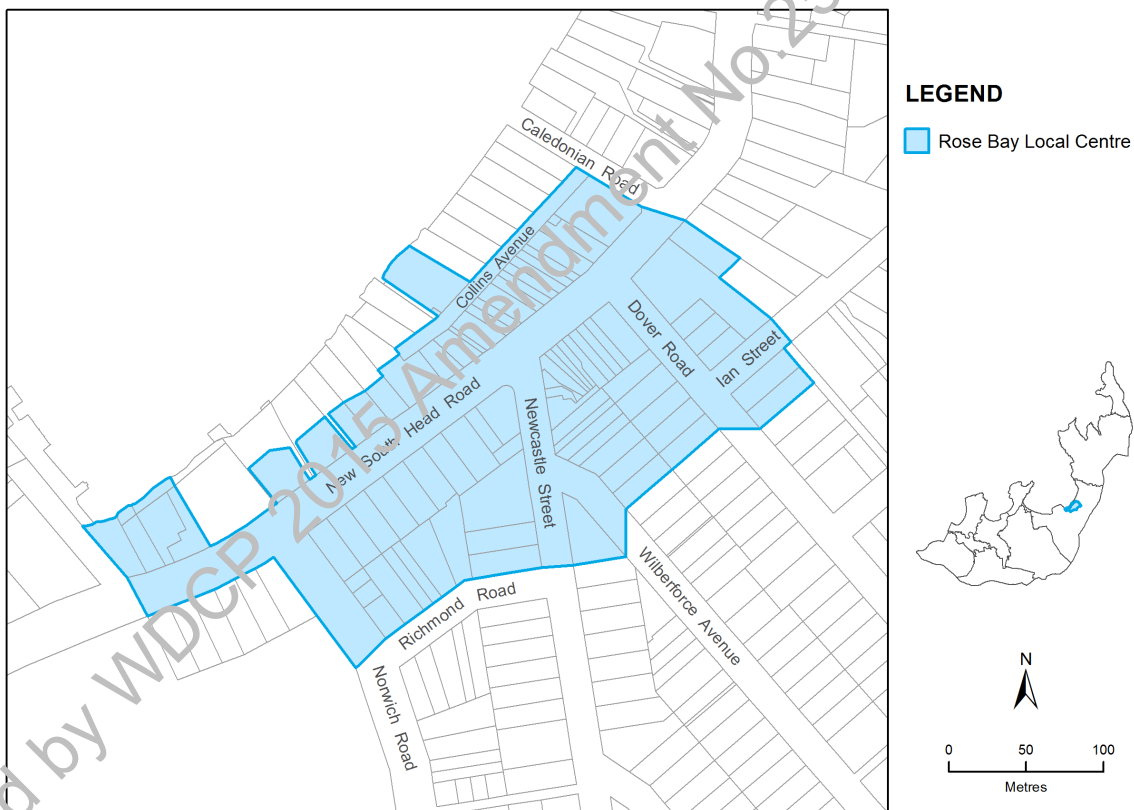 LEGEND
Rose Bay Local Centre
Caledonian Road
Collins Avenue
New South Head Road
Dover Road
Ian Street
Newcastle Street
Richmond Road
Wilberforce Avenue
Norwich Road
d by WDCP 2015 Amendment No.
N
0 50 100
Metres